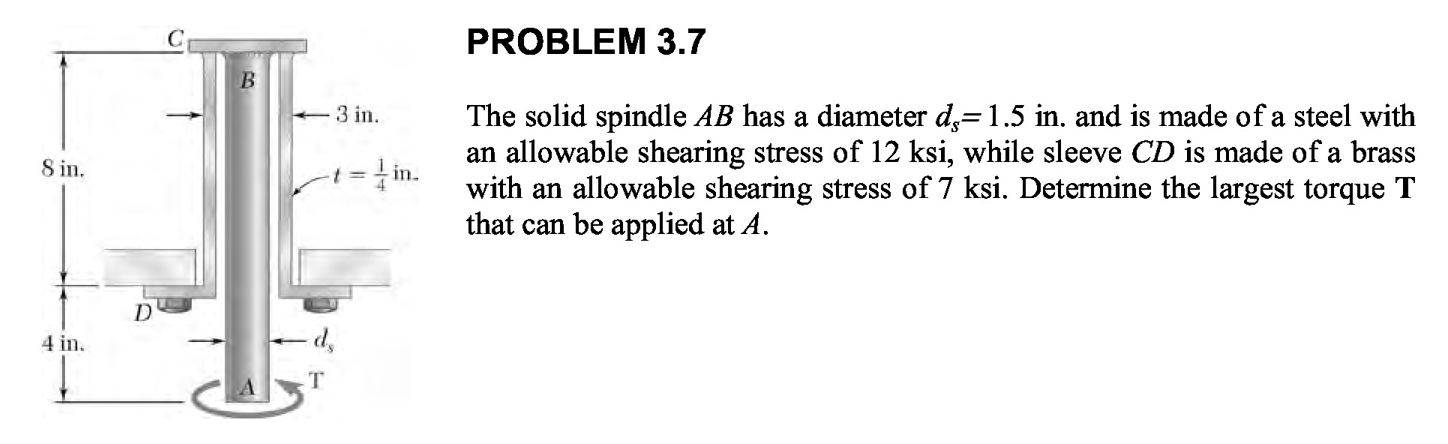 PROBLEM 3.7
The solid spindle AB has a diameter dₛ= 1.5 in. and is made of a steel with
an allowable shearing stress of 12 ksi, while sleeve CD is made of a brass
with an allowable shearing stress of 7 ksi. Determine the largest torque T
that can be applied at A.
C
B
3 in.
8 in.
t = 1/4 in.
D
4 in.
dₛ
A
T